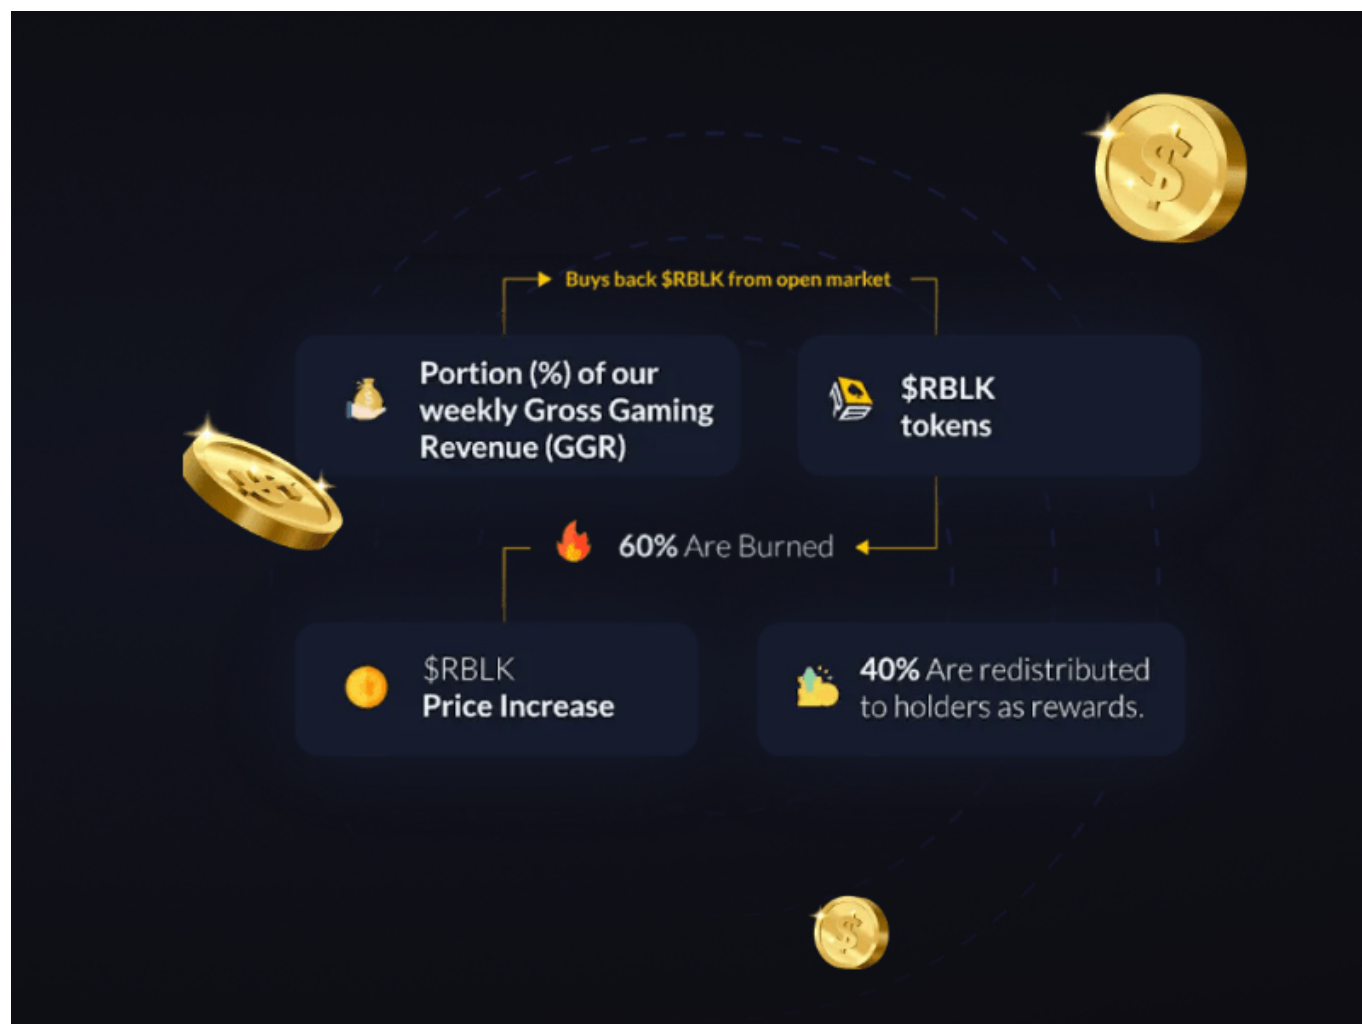 Buys back $RBLK from open market
Portion (%) of our
weekly Gross Gaming
Revenue (GGR)
$RBLK
tokens
60% Are Burned
$RBLK
Price Increase
40% Are redistributed
to holders as rewards.